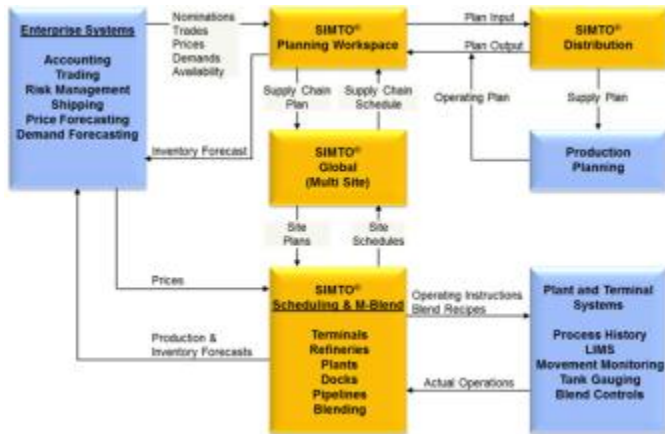 Enterprise Systems
Accounting
Trading
Risk Management
Shipping
Price Forecasting
Demand Forecasting
Nominations
Trades
Prices
Demands
Availability
SIMTO®
Planning Workspace
Plan Input
Plan Output
SIMTO®
Distribution
Supply Chain
Plan
Supply Chain
Schedule
Operating Plan
Supply Plan
Inventory Forecast
SIMTO®
Global
(Multi Site)
Production
Planning
Site
Plans
Site
Schedules
Prices
SIMTO®
Scheduling & M-Blend
Terminals
Refineries
Plants
Docks
Pipelines
Blending
Operating Instructions
Blend Recipes
Plant and Terminal
Systems
Process History
LIMS
Movement Monitoring
Tank Gauging
Blend Controls
Production &
Inventory Forecasts
Actual Operations